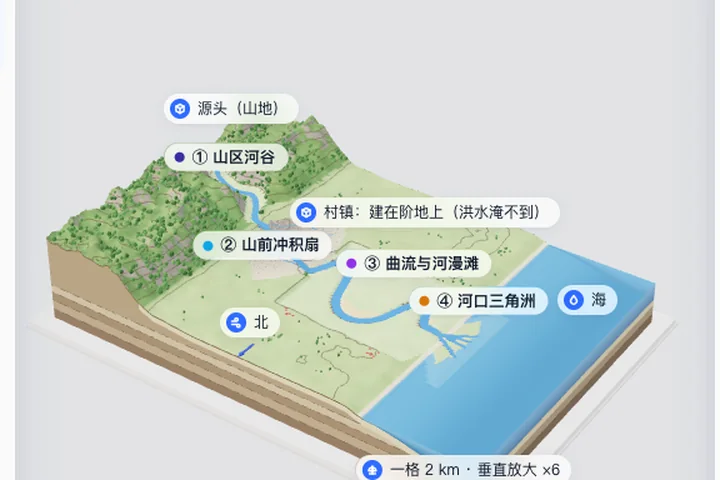 源头（山地）
① 山区河谷
村镇：建在阶地上（洪水淹不到）
② 山前冲积扇
③ 曲流与河漫滩
④ 河口三角洲
海
北
一格 2 km · 垂直放大 ×6